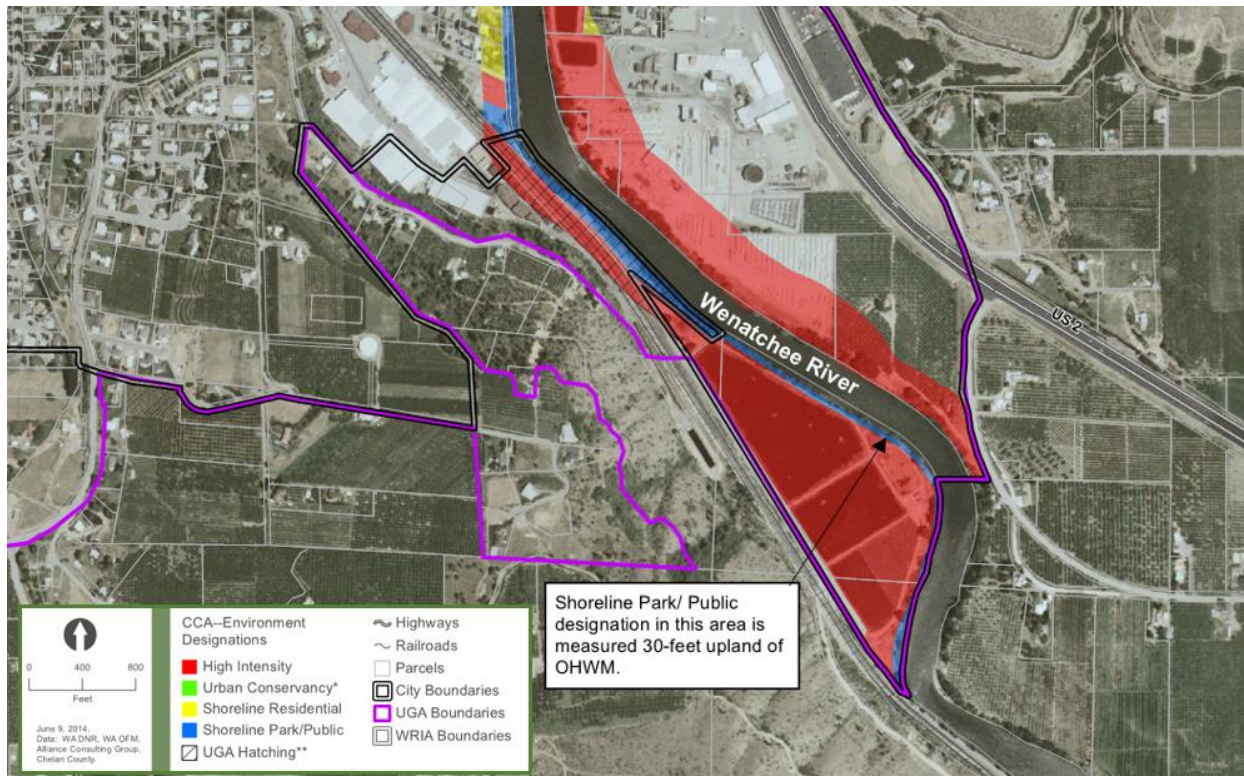 Wenatchee River
US 2
Shoreline Park/ Public
designation in this area is
measured 30-feet upland of
OHWM.
0 400 800
Feet
June 9, 2014.
Data: WA DNR, WA OFM,
Alliance Consulting Group,
Chelan County.
CCA--Environment
Designations
High Intensity
Urban Conservancy*
Shoreline Residential
Shoreline Park/Public
UGA Hatching**
Highways
Railroads
Parcels
City Boundaries
UGA Boundaries
WRIA Boundaries